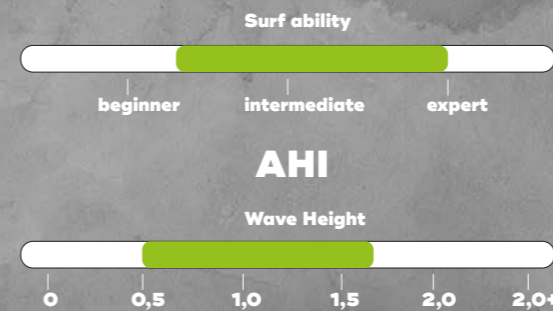 Surf ability
beginner intermediate expert
AHI
Wave Height
0 0,5 1,0 1,5 2,0 2,0+